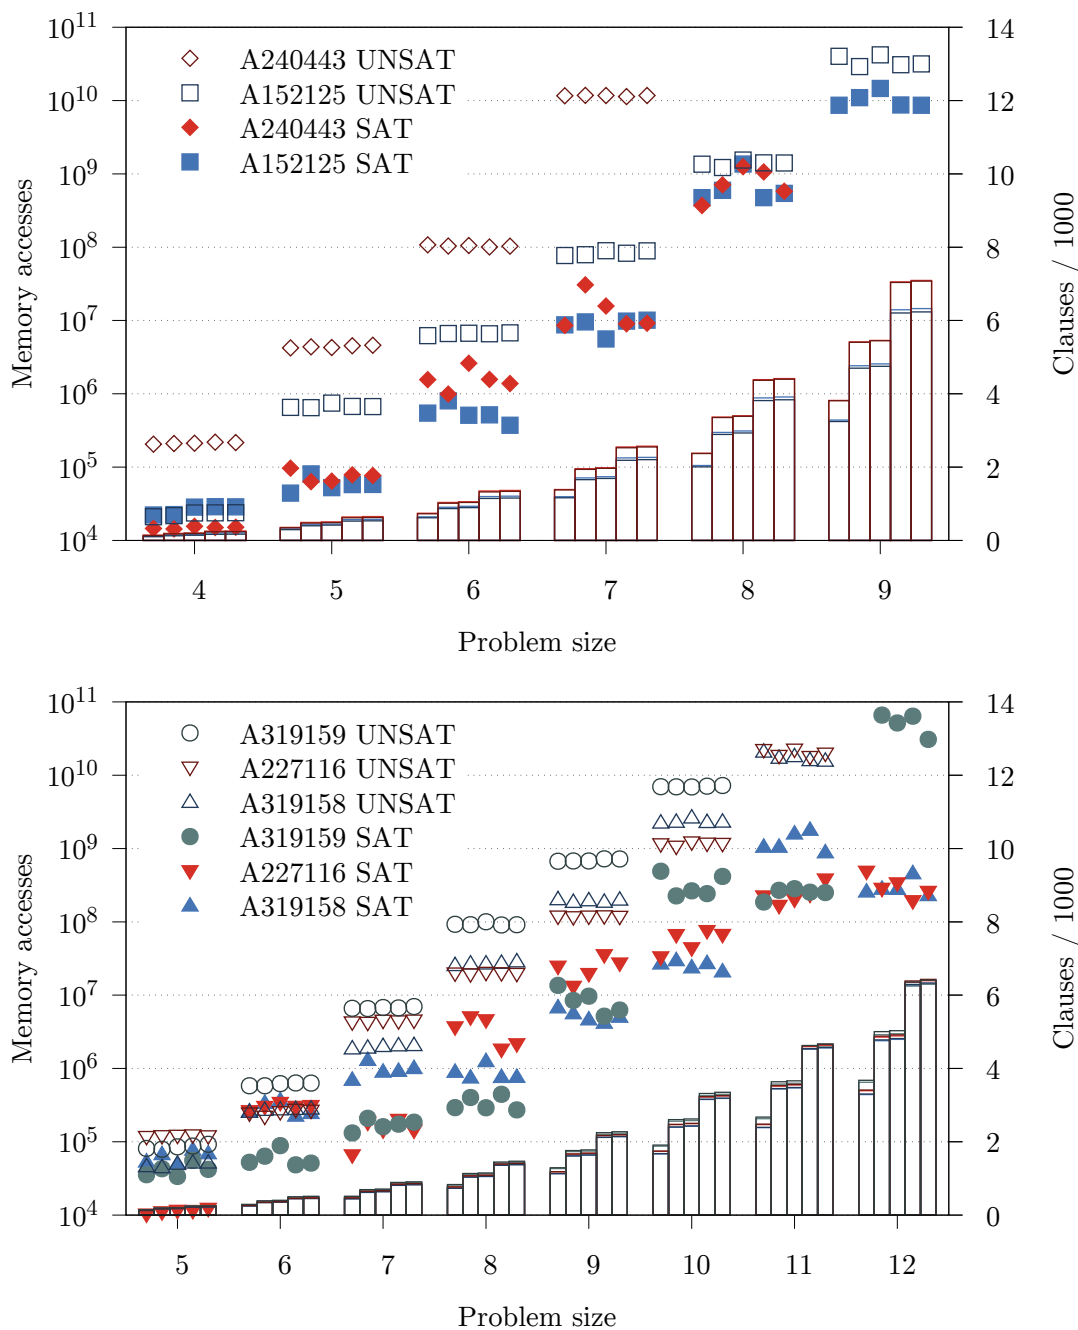 10^11
10^10
10^9
10^8
10^7
10^6
10^5
10^4
Memory accesses
A240443 UNSAT
A152125 UNSAT
A240443 SAT
A152125 SAT
14
12
10
8
6
4
2
0
Clauses / 1000
4 5 6 7 8 9
Problem size
10^11
10^10
10^9
10^8
10^7
10^6
10^5
10^4
Memory accesses
A319159 UNSAT
A227116 UNSAT
A319158 UNSAT
A319159 SAT
A227116 SAT
A319158 SAT
14
12
10
8
6
4
2
0
Clauses / 1000
5 6 7 8 9 10 11 12
Problem size